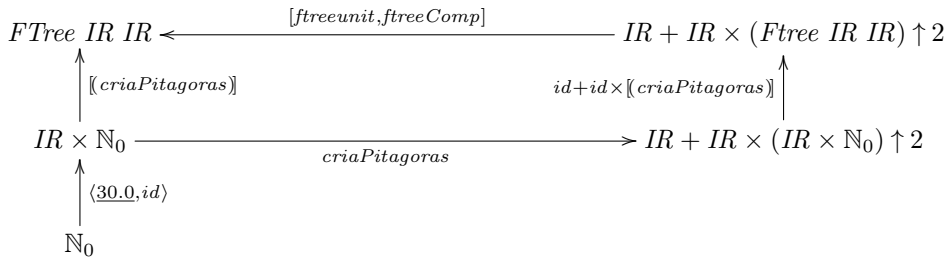 [ftreeunit,ftreeComp]
FTree IR IR
IR + IR × (Ftree IR IR) ↑ 2
[(criaPitagoras)]
id+id×[(criaPitagoras)]
IR × ℕ₀
IR + IR × (IR × ℕ₀) ↑ 2
criaPitagoras
⟨30.0,id⟩
ℕ₀